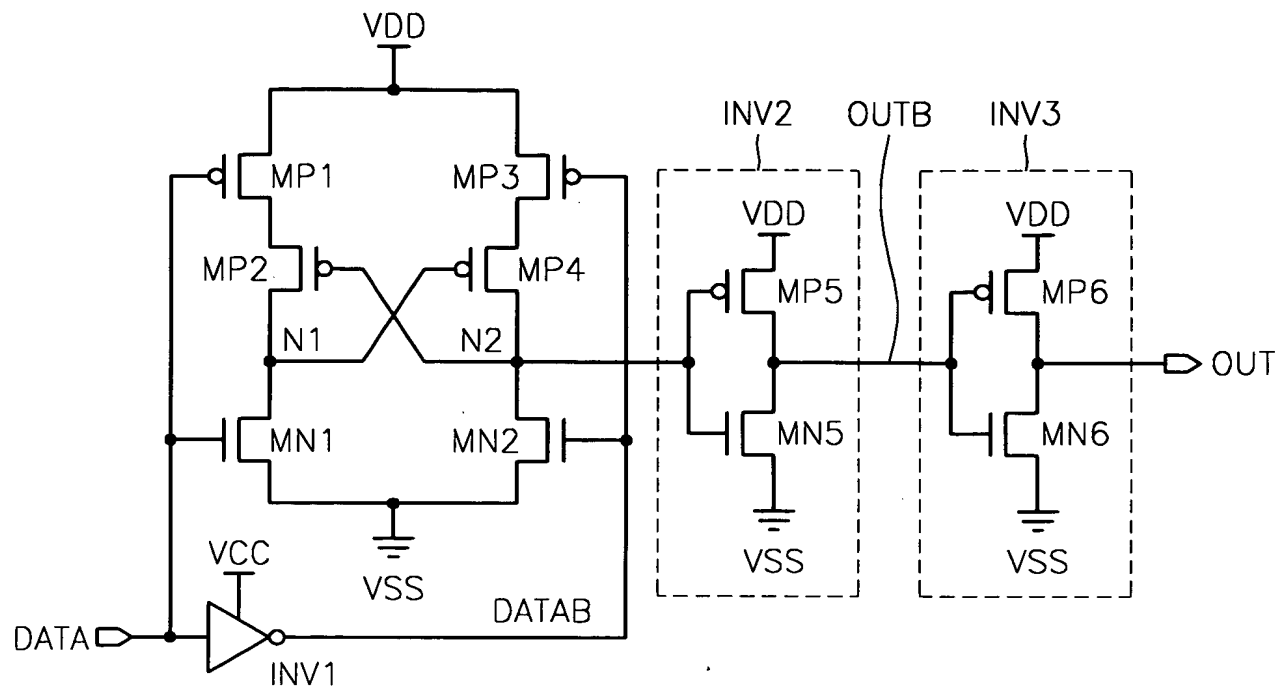 VDD
INV2
OUTB
INV3
MP1
MP3
VDD
VDD
MP2
MP4
MP5
MP6
N1
N2
OUT
MN1
MN2
MN5
MN6
VCC
VSS
VSS
VSS
DATAB
DATA
INV1